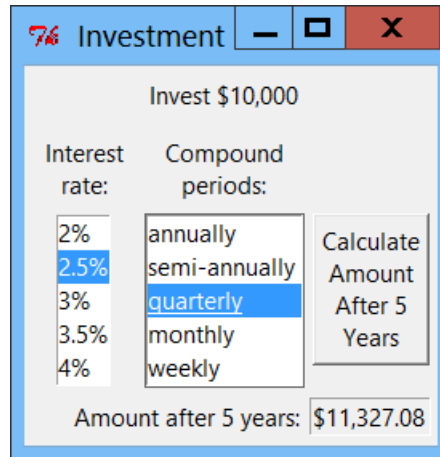 Investment
Invest $10,000
Interest rate:
Compound periods:
2%
2.5%
3%
3.5%
4%
annually
semi-annually
quarterly
monthly
weekly
Calculate
Amount
After 5
Years
Amount after 5 years: $11,327.08